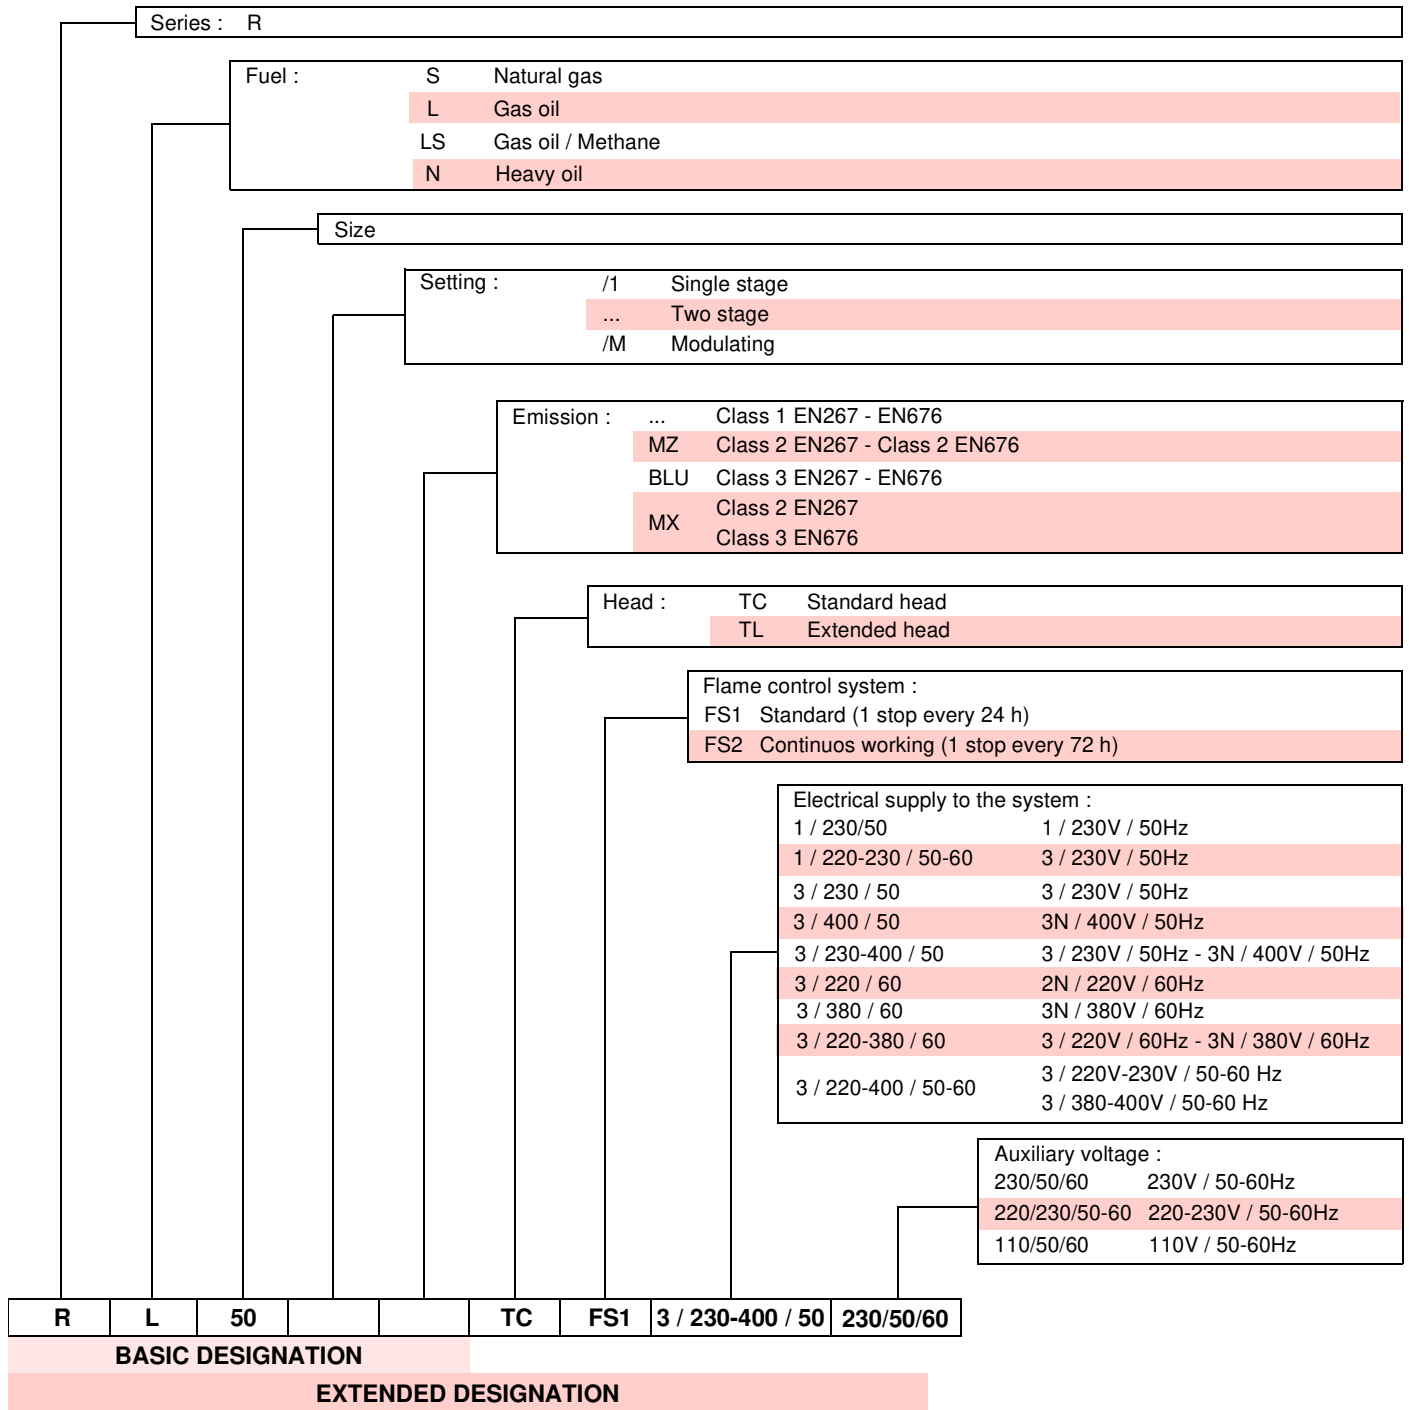 Series : R
Fuel : S Natural gas
L Gas oil
LS Gas oil / Methane
N Heavy oil
Size
Setting : /1 Single stage
... Two stage
/M Modulating
Emission : ... Class 1 EN267 - EN676
MZ Class 2 EN267 - Class 2 EN676
BLU Class 3 EN267 - EN676
MX Class 2 EN267
Class 3 EN676
Head : TC Standard head
TL Extended head
Flame control system :
FS1 Standard (1 stop every 24 h)
FS2 Continuos working (1 stop every 72 h)
Electrical supply to the system :
1 / 230/50 1 / 230V / 50Hz
1 / 220-230 / 50-60 3 / 230V / 50Hz
3 / 230 / 50 3 / 230V / 50Hz
3 / 400 / 50 3N / 400V / 50Hz
3 / 230-400 / 50 3 / 230V / 50Hz - 3N / 400V / 50Hz
3 / 220 / 60 2N / 220V / 60Hz
3 / 380 / 60 3N / 380V / 60Hz
3 / 220-380 / 60 3 / 220V / 60Hz - 3N / 380V / 60Hz
3 / 220-400 / 50-60 3 / 220V-230V / 50-60 Hz
3 / 380-400V / 50-60 Hz
Auxiliary voltage :
230/50/60 230V / 50-60Hz
220/230/50-60 220-230V / 50-60Hz
110/50/60 110V / 50-60Hz
R L 50 TC FS1 3 / 230-400 / 50 230/50/60
BASIC DESIGNATION
EXTENDED DESIGNATION